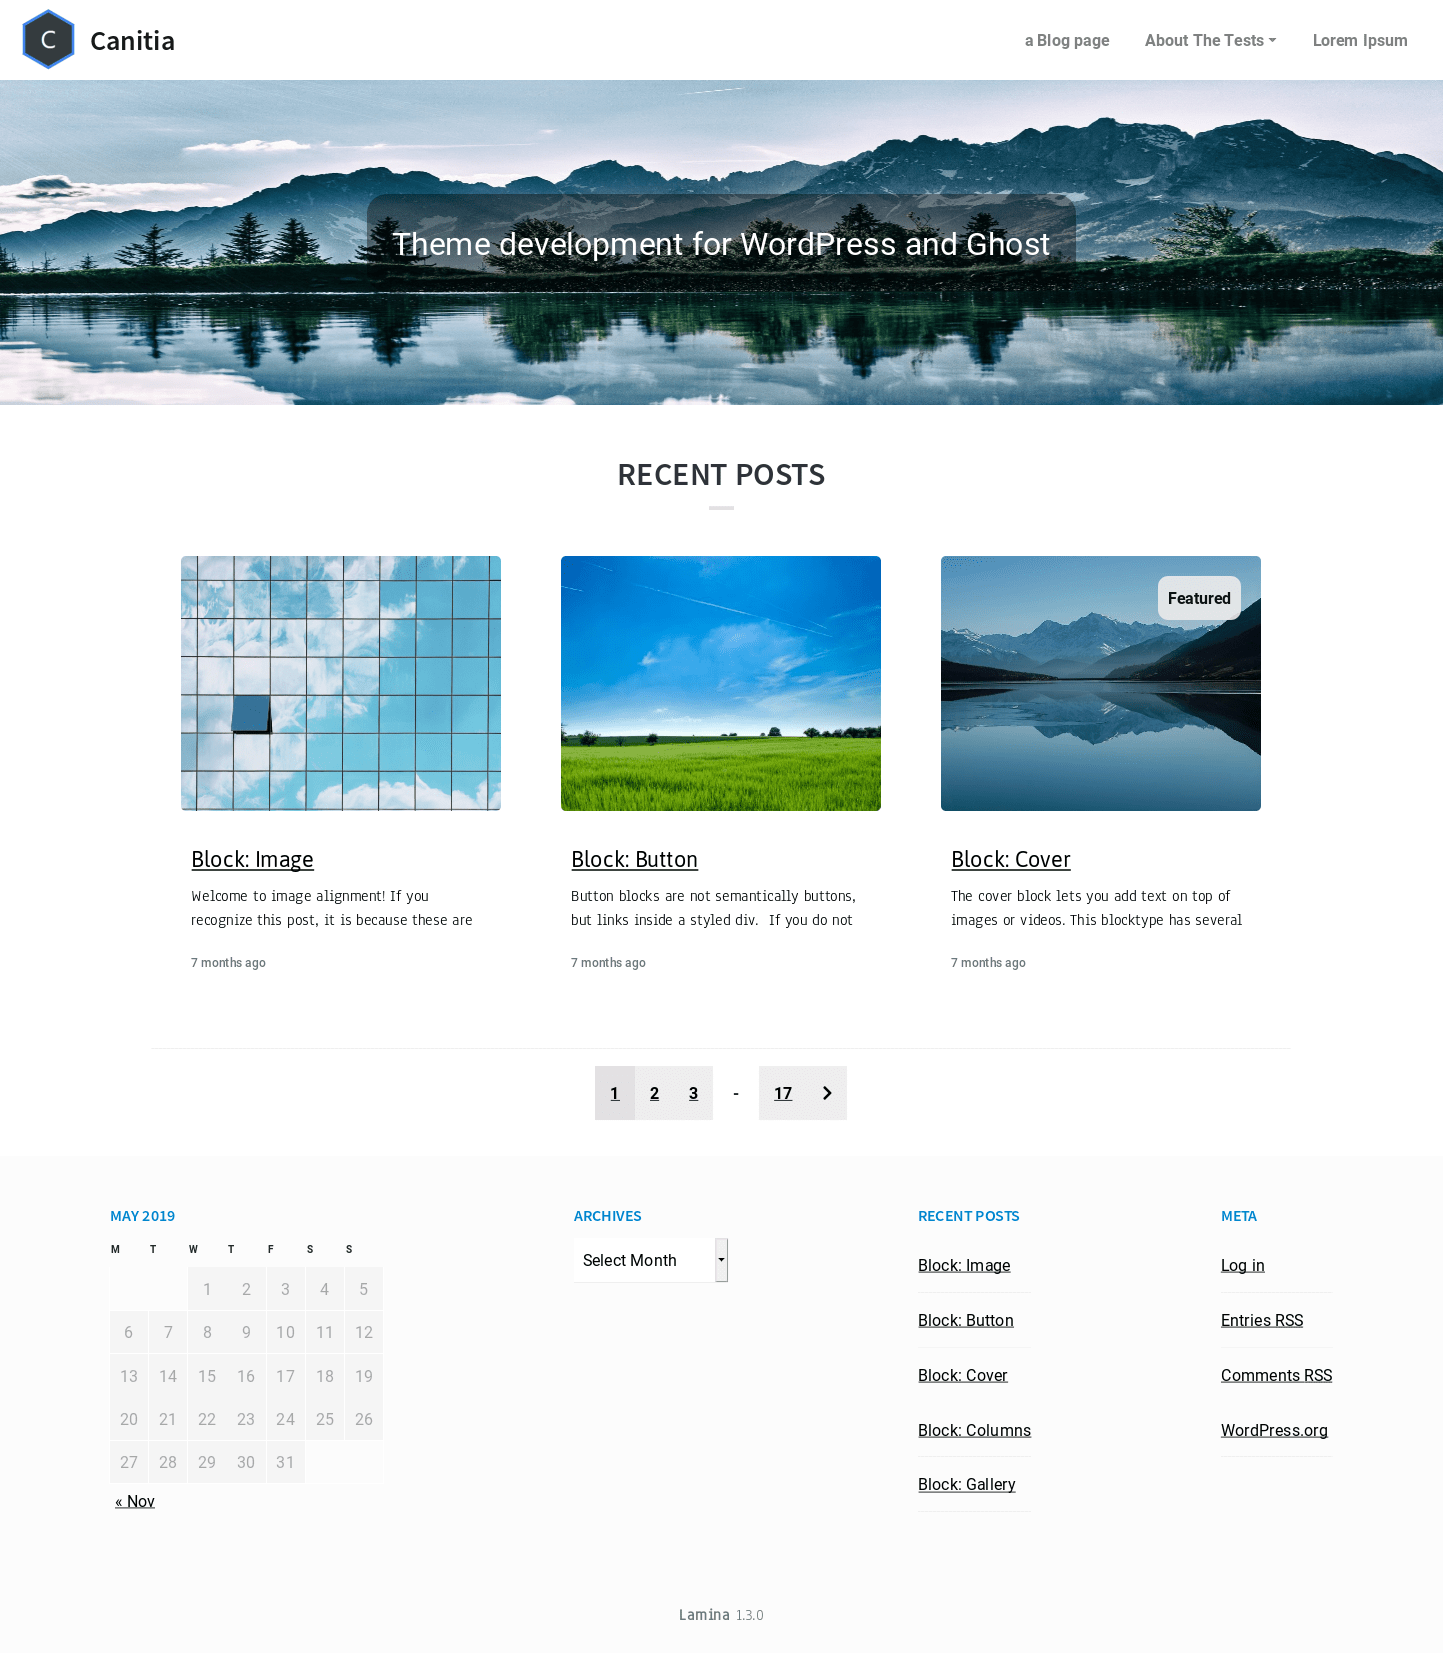 C
Canitia
a Blog page
About The Tests
Lorem Ipsum
Theme development for WordPress and Ghost
RECENT POSTS
Featured
Block: Image
Welcome to image alignment! If you
recognize this post, it is because these are
7 months ago
Block: Button
Button blocks are not semantically buttons,
but links inside a styled div.  If you do not
7 months ago
Block: Cover
The cover block lets you add text on top of
images or videos. This blocktype has several
7 months ago
1 2 3 - 17
MAY 2019
M T W T F S S
1 2 3 4 5
6 7 8 9 10 11 12
13 14 15 16 17 18 19
20 21 22 23 24 25 26
27 28 29 30 31
« Nov
ARCHIVES
Select Month
RECENT POSTS
Block: Image
Block: Button
Block: Cover
Block: Columns
Block: Gallery
META
Log in
Entries RSS
Comments RSS
WordPress.org
Lamina 1.3.0